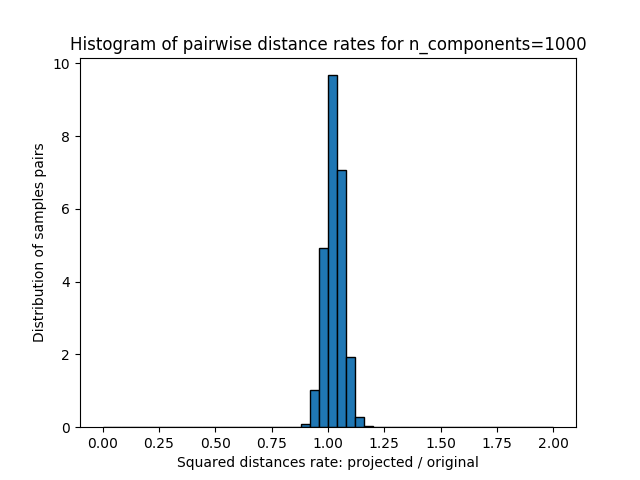 Histogram of pairwise distance rates for n_components=1000
10
8
6
4
2
0
Distribution of samples pairs
0.00 0.25 0.50 0.75 1.00 1.25 1.50 1.75 2.00
Squared distances rate: projected / original